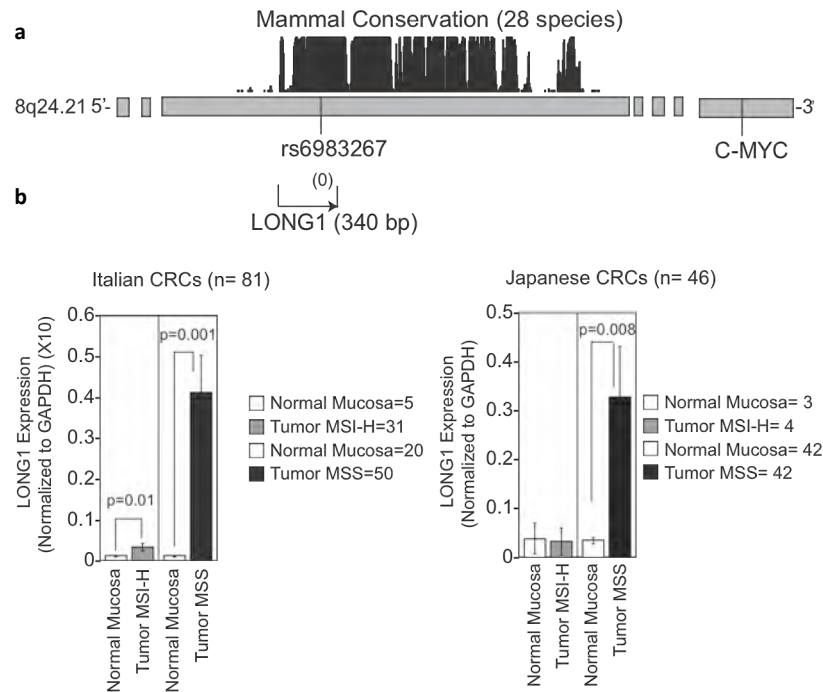 a
Mammal Conservation (28 species)
8q24.21 5'-
-3'
rs6983267
C-MYC
b
(0)
LONG1 (340 bp)
Italian CRCs (n= 81)
LONG1 Expression
(Normalized to GAPDH) (X10)
0.6
0.5
0.4
0.3
0.2
0.1
0
p=0.01
p=0.001
Normal Mucosa
Tumor MSI-H
Normal Mucosa
Tumor MSS
Normal Mucosa=5
Tumor MSI-H=31
Normal Mucosa=20
Tumor MSS=50
Japanese CRCs (n= 46)
LONG1 Expression
(Normalized to GAPDH)
0.5
0.4
0.3
0.2
0.1
0
p=0.008
Normal Mucosa
Tumor MSI-H
Normal Mucosa
Tumor MSS
Normal Mucosa= 3
Tumor MSI-H= 4
Normal Mucosa= 42
Tumor MSS= 42